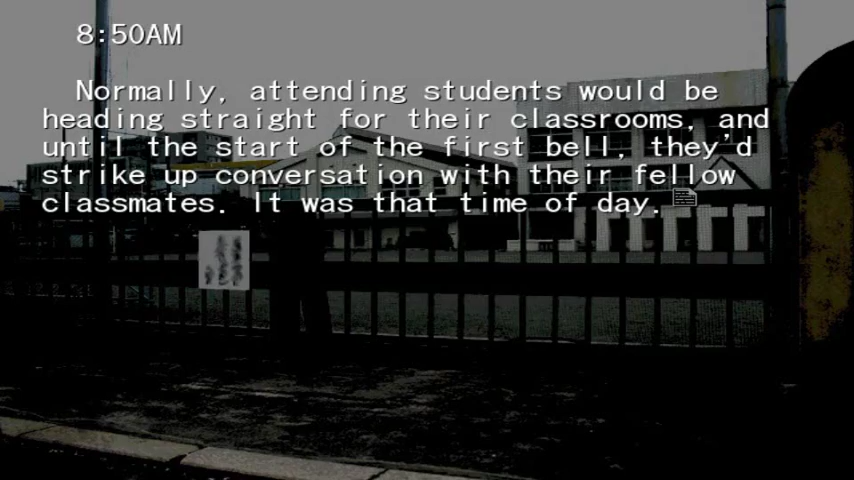 8:50AM
Normally, attending students would be
heading straight for their classrooms, and
until the start of the first bell, they'd
strike up conversation with their fellow
classmates. It was that time of day.